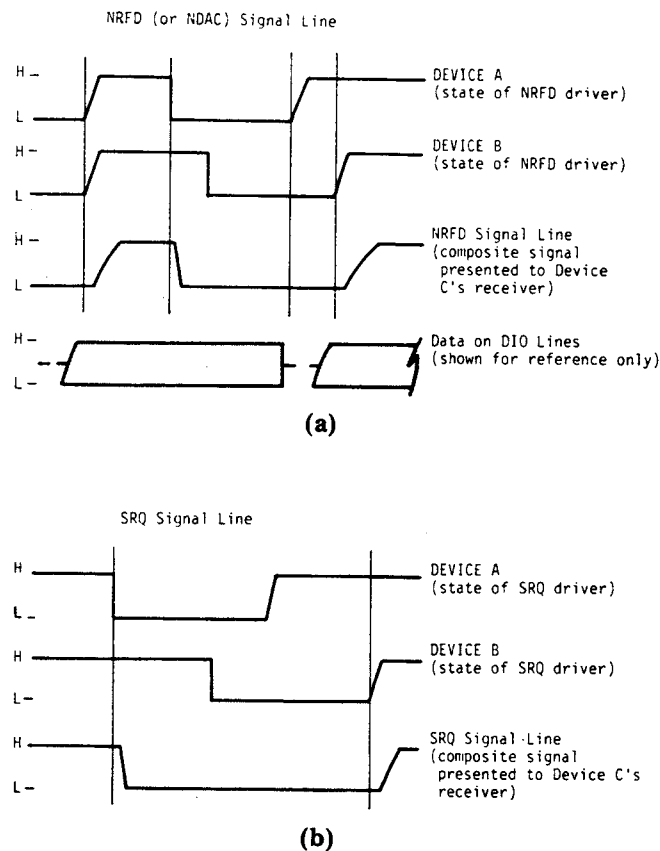 NRFD (or NDAC) Signal Line
H
DEVICE A
(state of NRFD driver)
L
H
DEVICE B
(state of NRFD driver)
L
H
NRFD Signal Line
(composite signal
presented to Device
C's receiver)
L
H
Data on DIO Lines
(shown for reference only)
L
(a)
SRQ Signal Line
H
DEVICE A
(state of SRQ driver)
L
H
DEVICE B
(state of SRQ driver)
L
H
SRQ Signal Line
(composite signal
presented to Device C's
receiver)
L
(b)